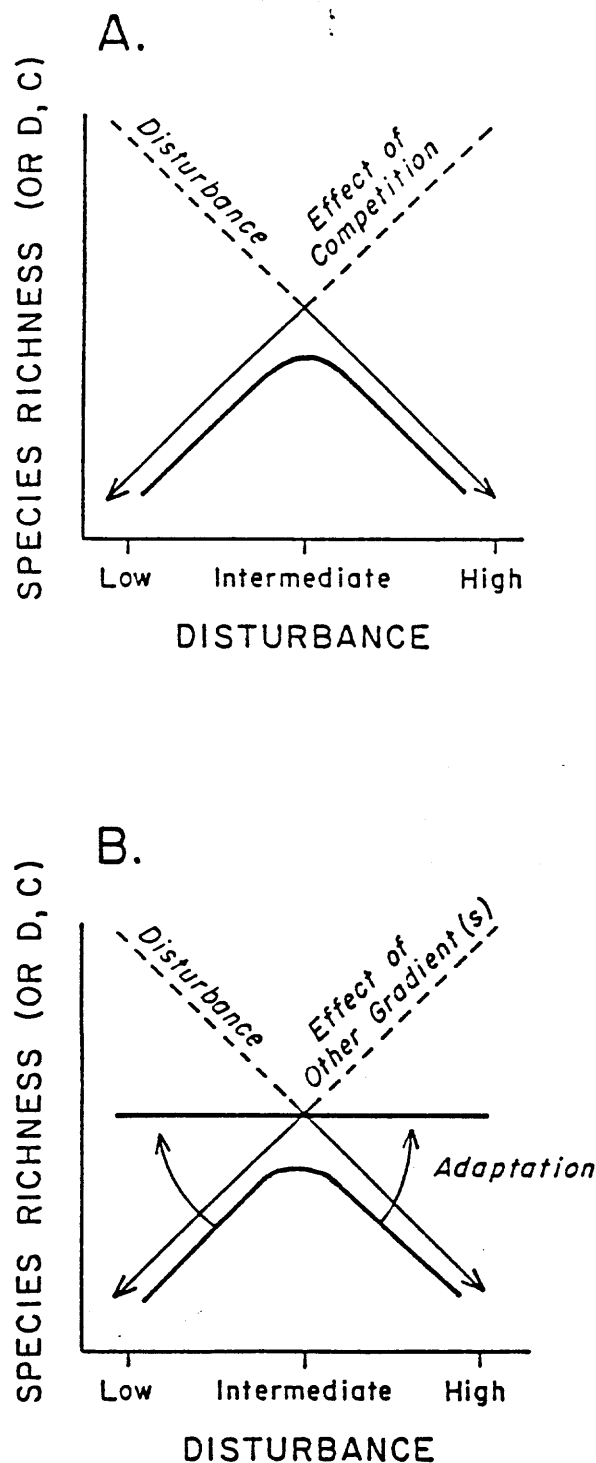 A.
SPECIES RICHNESS (OR D, C)
Disturbance
Effect of
Competition
Low Intermediate High
DISTURBANCE
B.
SPECIES RICHNESS (OR D, C)
Disturbance
Effect of
Other Gradient(s)
Adaptation
Low Intermediate High
DISTURBANCE